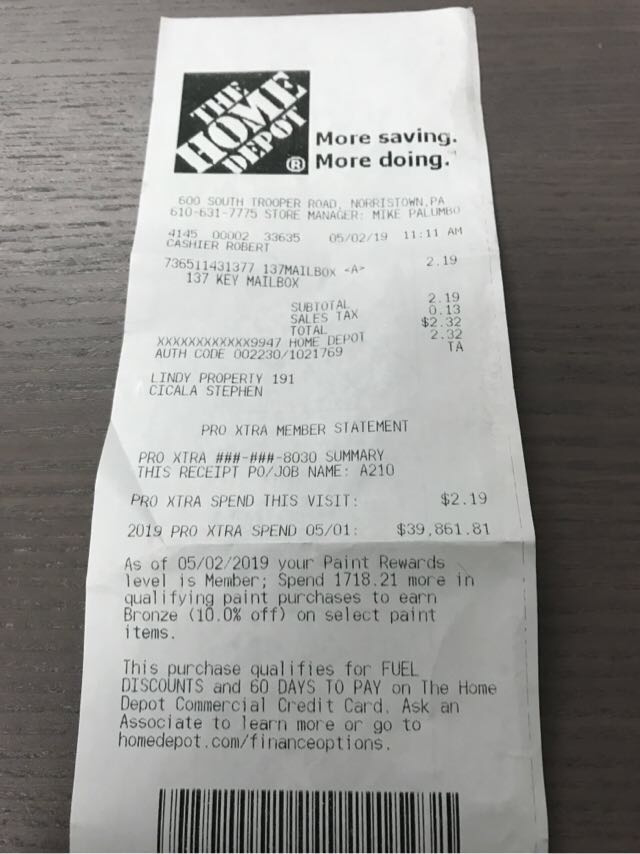 THE
HOME
DEPOT
® More saving.
More doing.™
600 SOUTH TROOPER ROAD, NORRISTOWN,PA
610-631-7775 STORE MANAGER: MIKE PALUMBO
4145 00002 33635 05/02/19 11:11 AM
CASHIER ROBERT
736511431377 137MAILBOX <A> 2.19
137 KEY MAILBOX
SUBTOTAL 2.19
SALES TAX 0.13
TOTAL $2.32
XXXXXXXXXXXX9947 HOME DEPOT 2.32
AUTH CODE 002230/1021769 TA
LINDY PROPERTY 191
CICALA STEPHEN
PRO XTRA MEMBER STATEMENT
PRO XTRA ###-###-8030 SUMMARY
THIS RECEIPT PO/JOB NAME: A210
PRO XTRA SPEND THIS VISIT: $2.19
2019 PRO XTRA SPEND 05/01: $39,861.81
As of 05/02/2019 your Paint Rewards
level is Member; Spend 1718.21 more in
qualifying paint purchases to earn
Bronze (10.0% off) on select paint
items.
This purchase qualifies for FUEL
DISCOUNTS and 60 DAYS TO PAY on The Home
Depot Commercial Credit Card. Ask an
Associate to learn more or go to
homedepot.com/financeoptions.